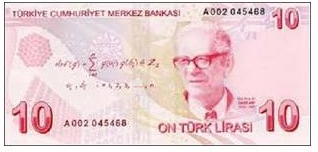 TÜRKİYE CUMHURİYET MERKEZ BANKASI
A002 045468
10
10
A002 045468
ON TÜRK LİRASI
10